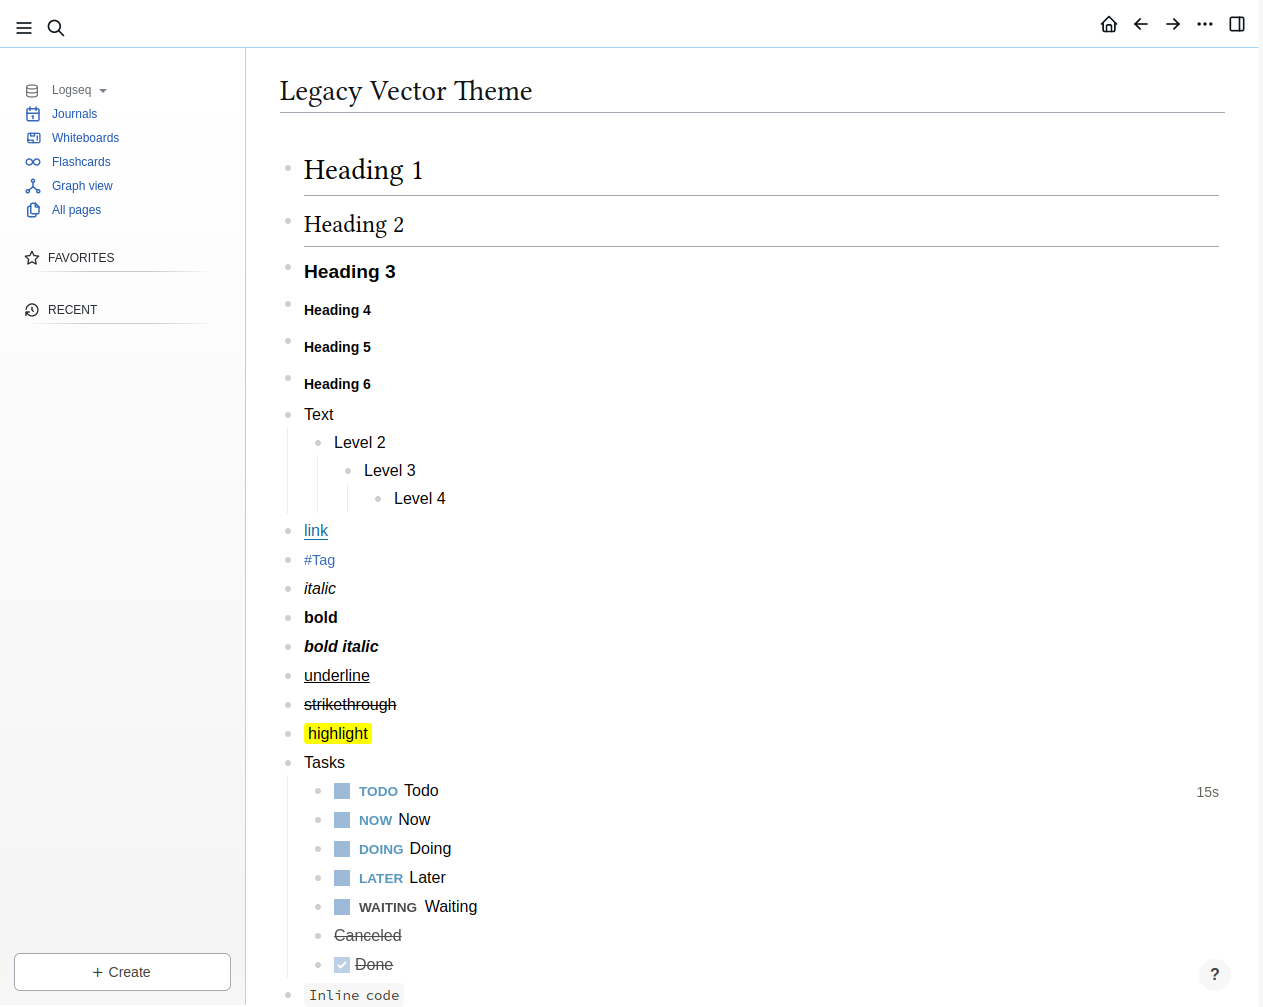 Logseq
Journals
Whiteboards
Flashcards
Graph view
All pages
FAVORITES
RECENT
+ Create
Legacy Vector Theme
Heading 1
Heading 2
Heading 3
Heading 4
Heading 5
Heading 6
Text
Level 2
Level 3
Level 4
link
#Tag
italic
bold
bold italic
underline
strikethrough
highlight
Tasks
TODO Todo 15s
NOW Now
DOING Doing
LATER Later
WAITING Waiting
Canceled
Done
Inline code
?